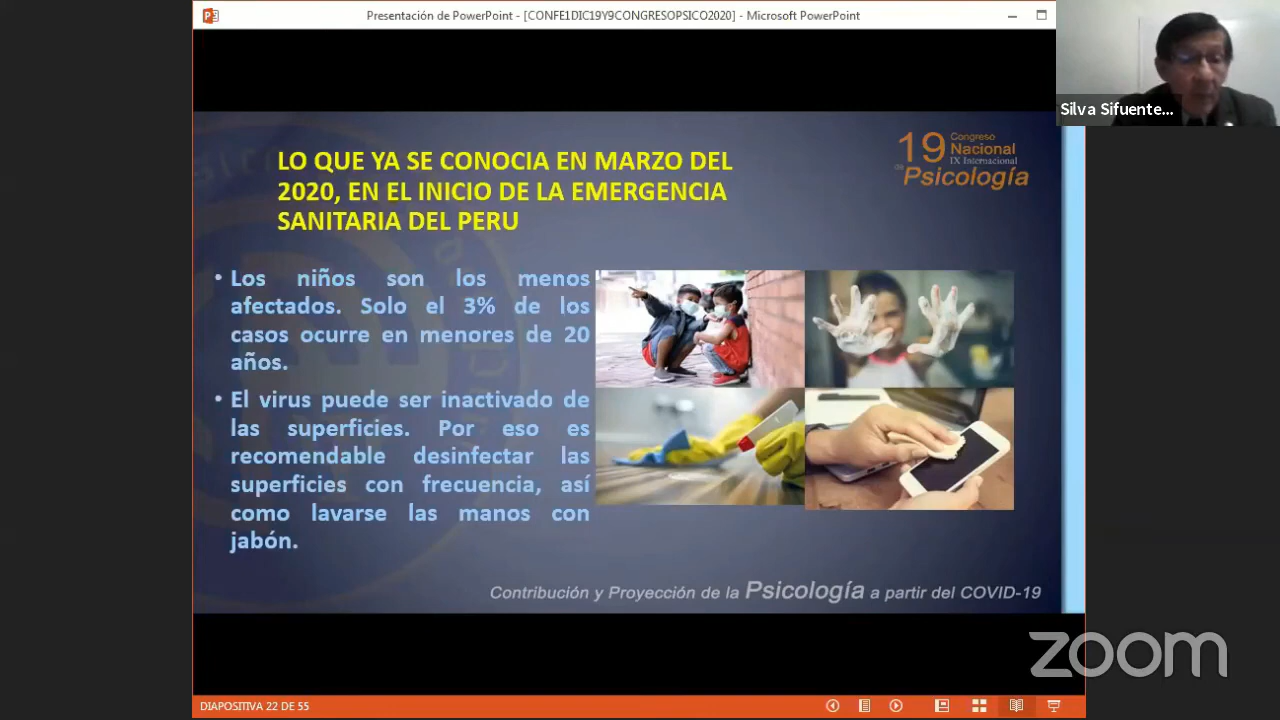 Presentación de PowerPoint - [CONFE1DIC19Y9CONGRESOPSICO2020] - Microsoft PowerPoint
Silva Sifuente...
19 Congreso
Nacional
IX Internacional
de Psicología
LO QUE YA SE CONOCIA EN MARZO DEL
2020, EN EL INICIO DE LA EMERGENCIA
SANITARIA DEL PERU
• Los niños son los menos
afectados. Solo el 3% de los
casos ocurre en menores de 20
años.
• El virus puede ser inactivado de
las superficies. Por eso es
recomendable desinfectar las
superficies con frecuencia, así
como lavarse las manos con
jabón.
Contribución y Proyección de la Psicología a partir del COVID-19
zoom
DIAPOSITIVA 22 DE 55